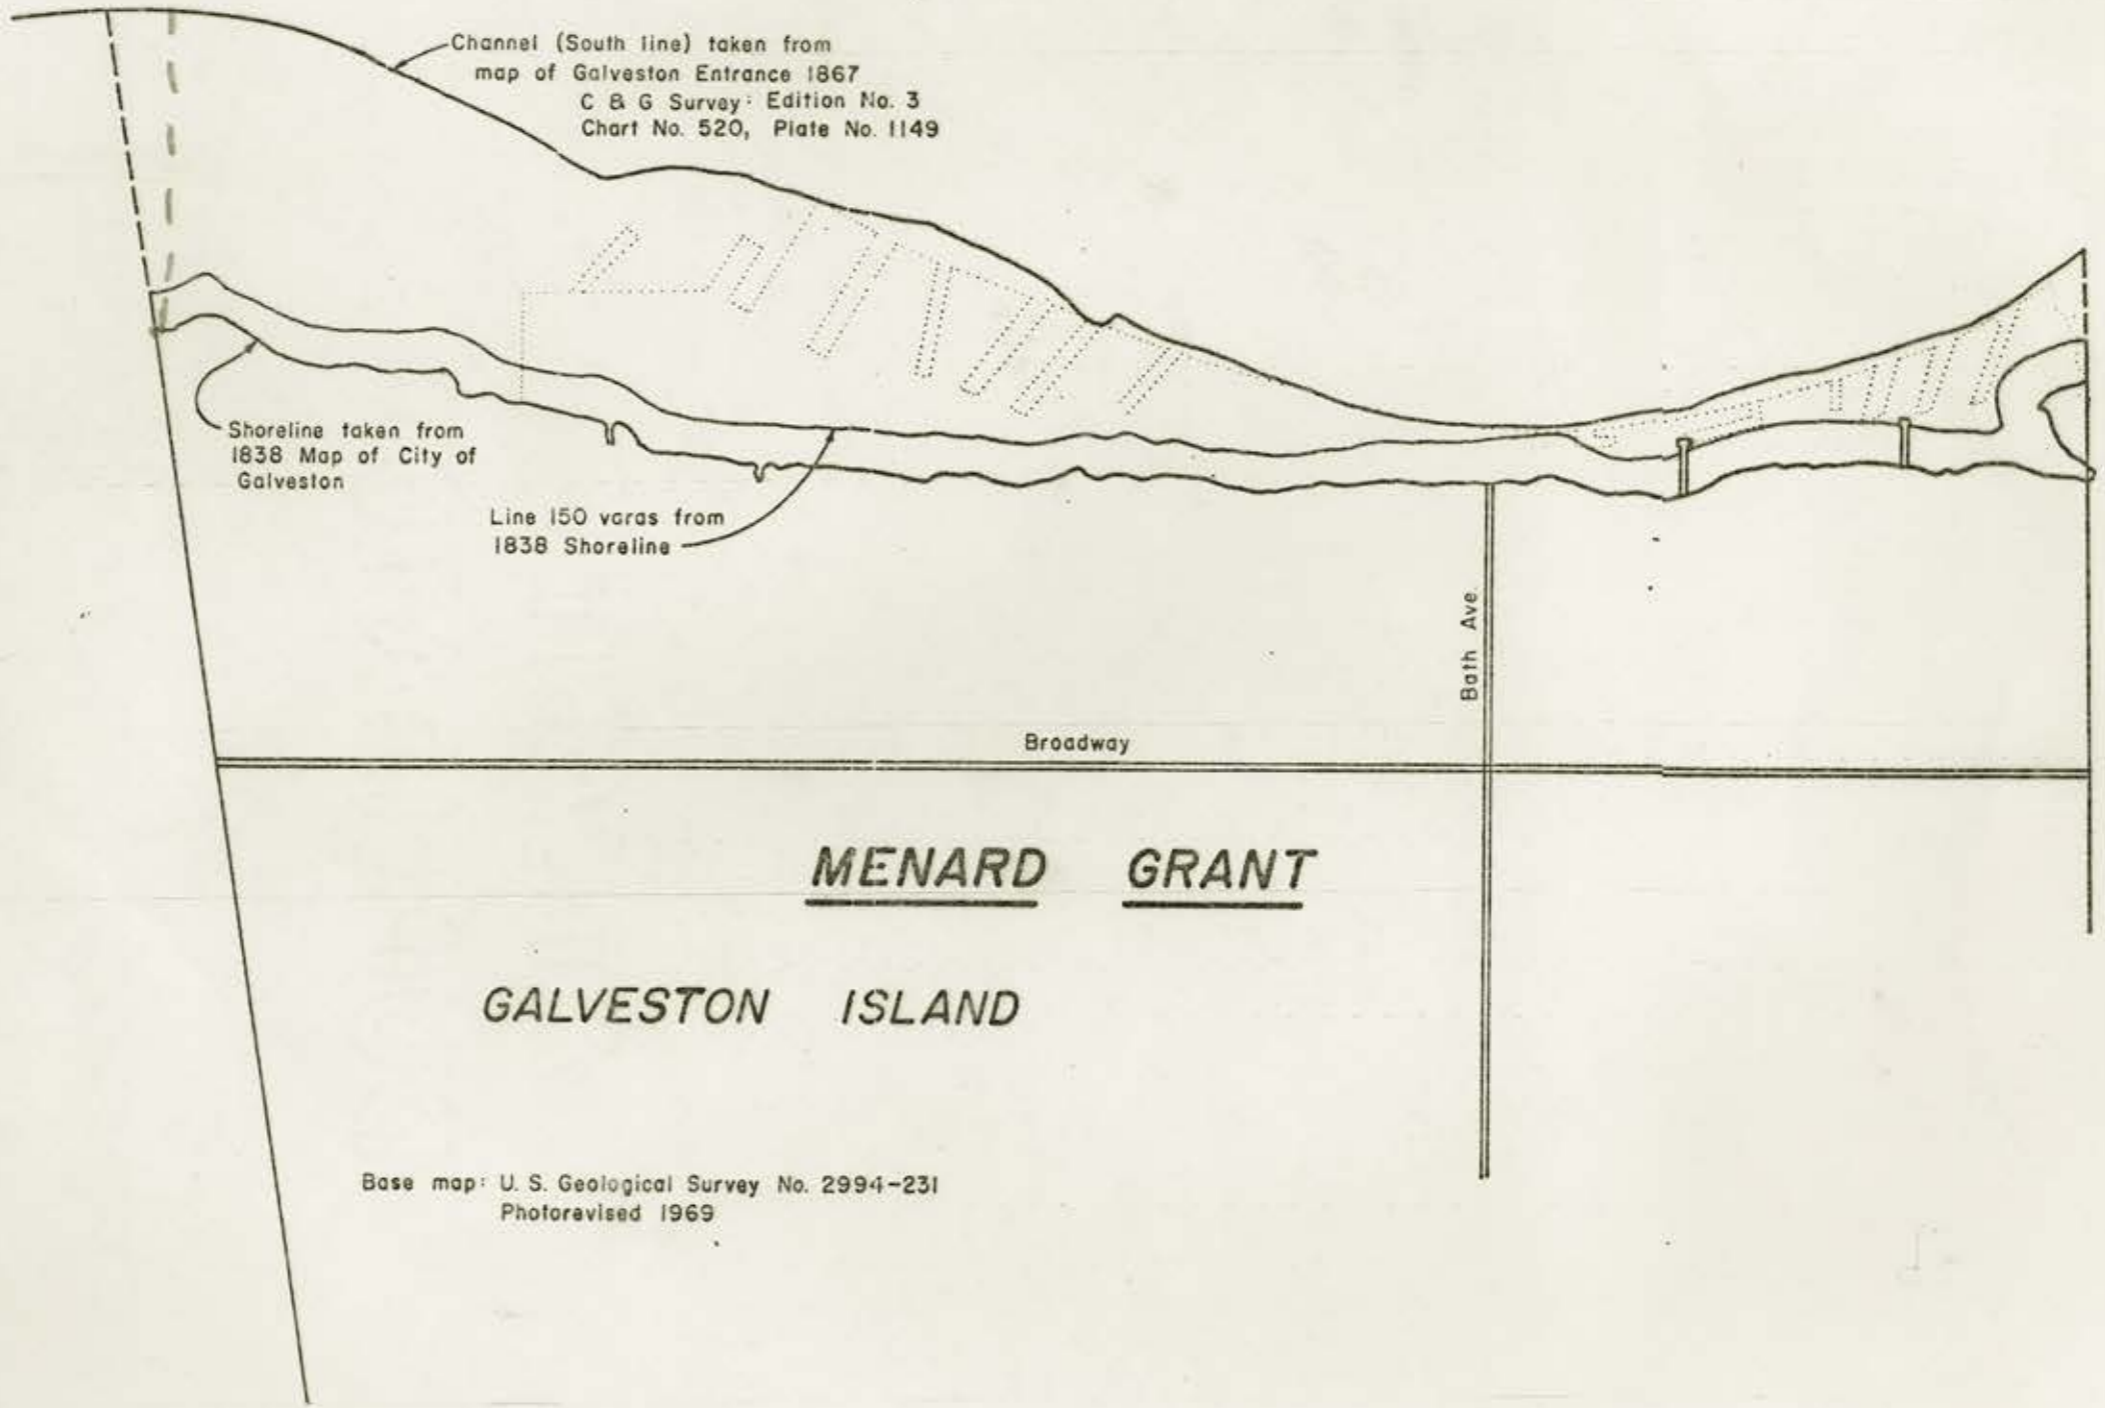 Channel (South line) taken from
map of Galveston Entrance 1867
C & G Survey: Edition No. 3
Chart No. 520, Plate No. 1149
Shoreline taken from
1838 Map of City of
Galveston
Line 150 varas from
1838 Shoreline
Bath Ave.
Broadway
MENARD GRANT
GALVESTON ISLAND
Base map: U. S. Geological Survey No. 2994-231
Photorevised 1969